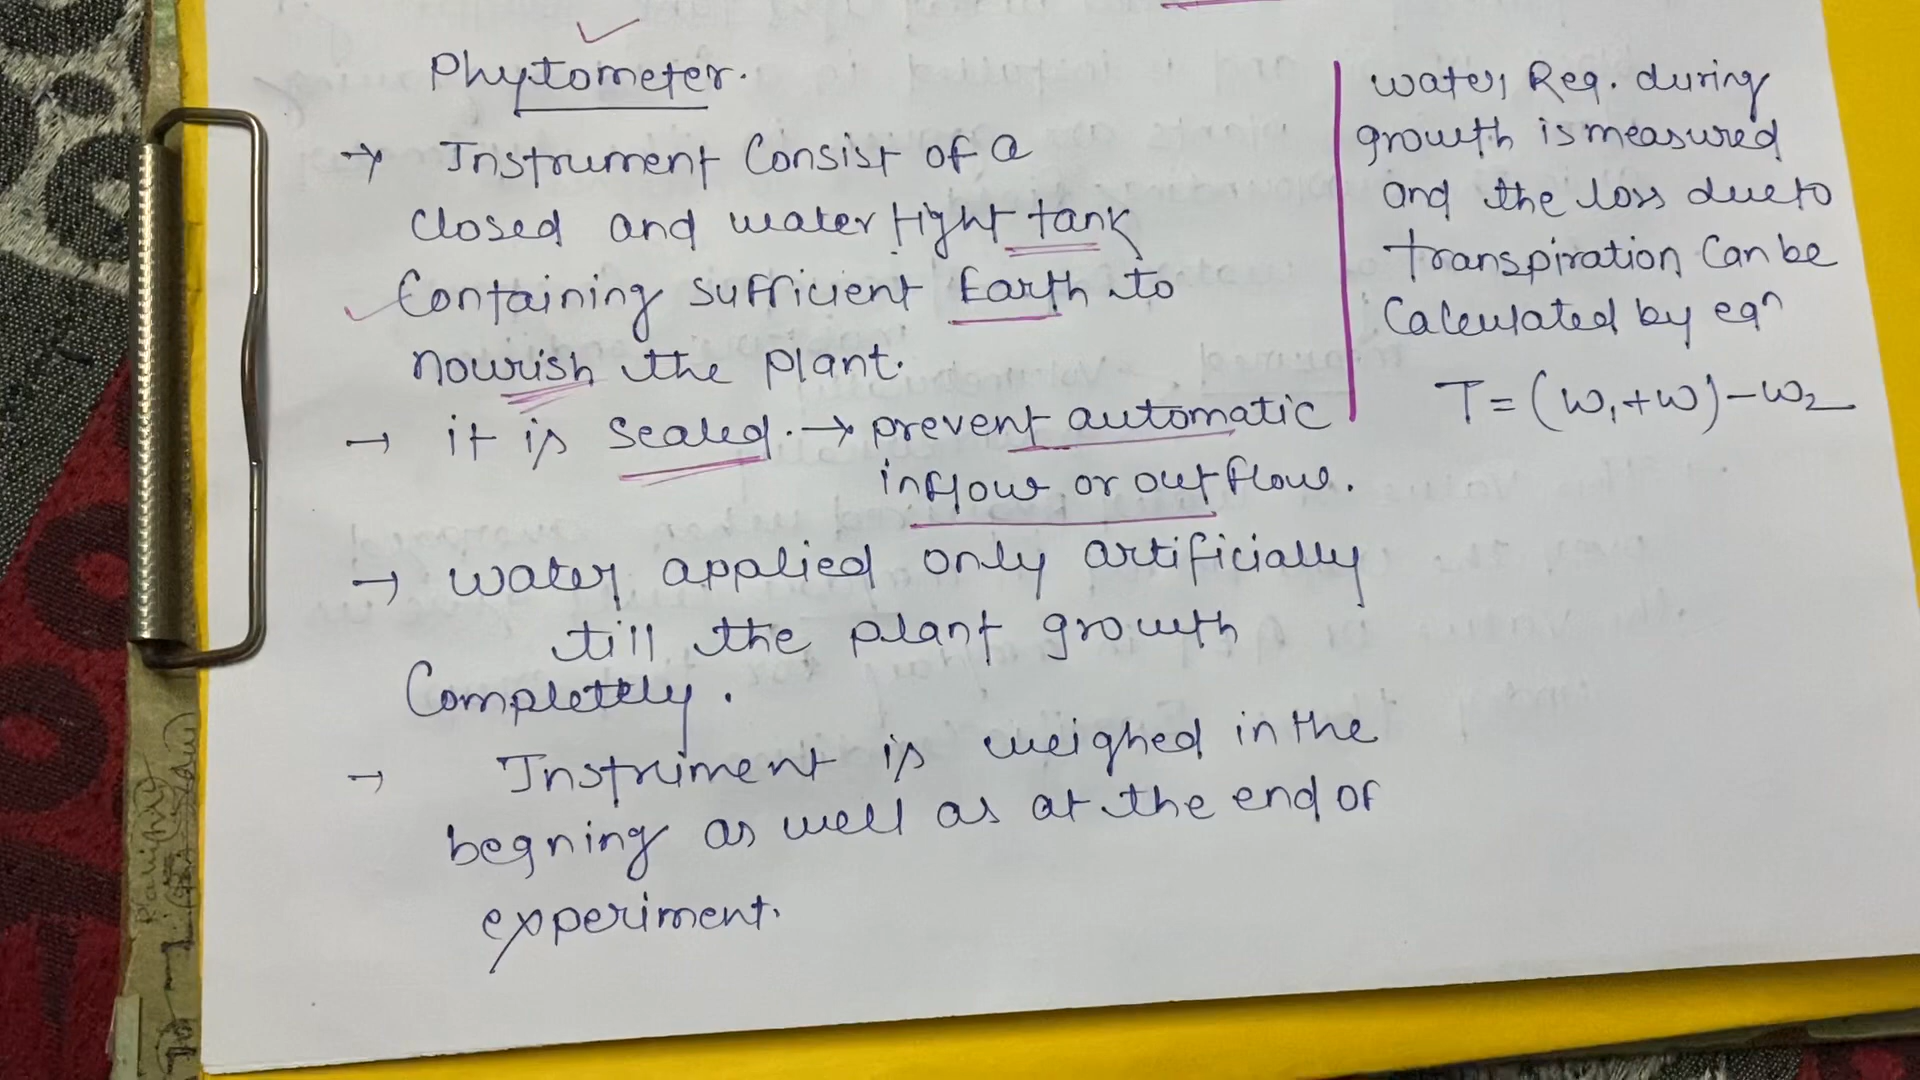 Phytometer.
→ Instrument Consist of a
closed and water tight tank
Containing sufficient Earth to
nourish the plant.
→ it is sealed. → prevent automatic
inflow or outflow.
→ water applied only artificially
till the plant growth
Completely.
→ Instrument is weighed in the
begning as well as at the end of
experiment.
water Req. during
growth is measured
and the loss due to
transpiration Can be
Calculated by eqⁿ
T = (w₁+w) - w₂